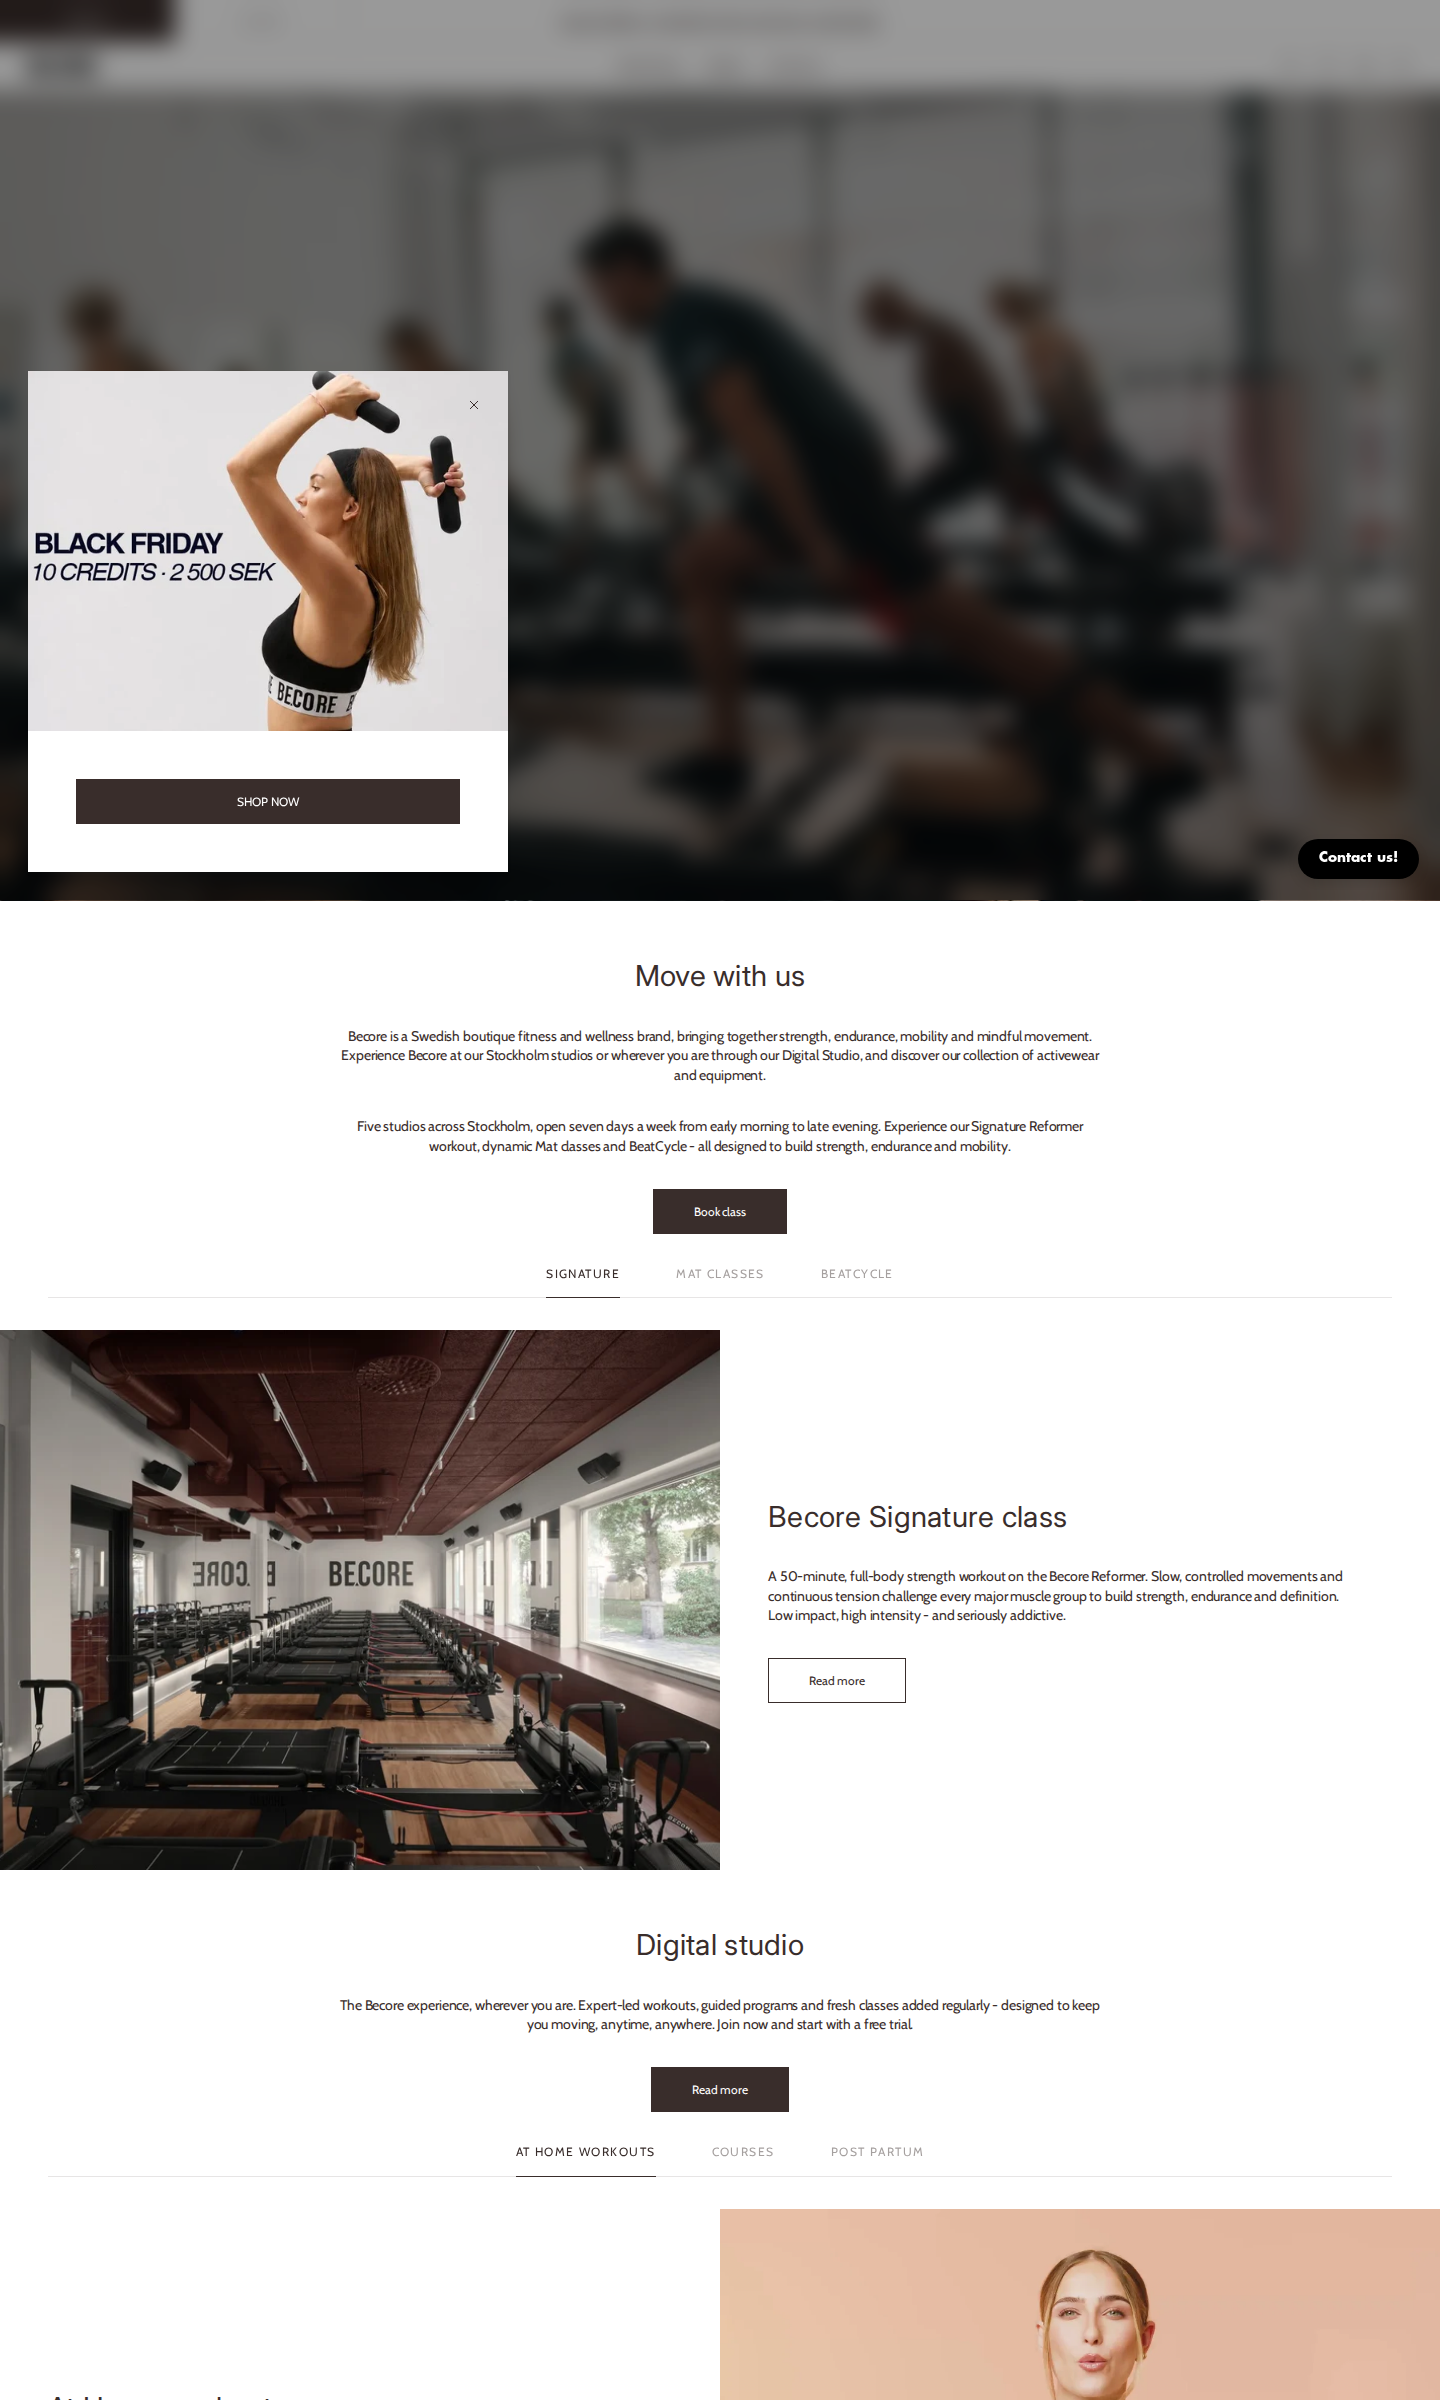 BLACK FRIDAY
10 CREDITS · 2 500 SEK
BECORE
SHOP NOW
Contact us!
Move with us
Becore is a Swedish boutique fitness and wellness brand, bringing together strength, endurance, mobility and mindful movement.
Experience Becore at our Stockholm studios or wherever you are through our Digital Studio, and discover our collection of activewear
and equipment.
Five studios across Stockholm, open seven days a week from early morning to late evening. Experience our Signature Reformer
workout, dynamic Mat classes and BeatCycle - all designed to build strength, endurance and mobility.
Book class
SIGNATURE MAT CLASSES BEATCYCLE
BE.CORE
Becore Signature class
A 50-minute, full-body strength workout on the Becore Reformer. Slow, controlled movements and
continuous tension challenge every major muscle group to build strength, endurance and definition.
Low impact, high intensity - and seriously addictive.
Read more
Digital studio
The Becore experience, wherever you are. Expert-led workouts, guided programs and fresh classes added regularly - designed to keep
you moving, anytime, anywhere. Join now and start with a free trial.
Read more
AT HOME WORKOUTS COURSES POST PARTUM